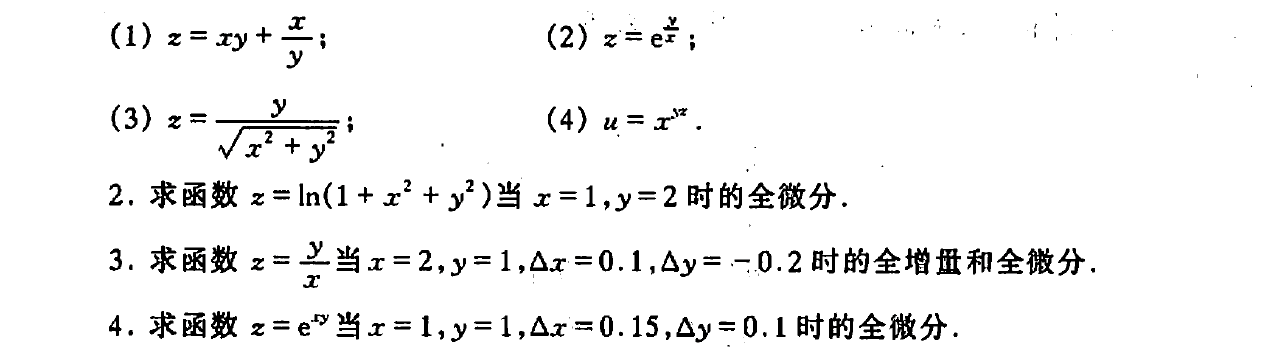 (1) z = xy + x/y; (2) z = e^{y/x};
(3) z = y/√(x² + y²); (4) u = x^{yz}.
2. 求函数 z = ln(1 + x² + y²)当 x = 1, y = 2 时的全微分.
3. 求函数 z = y/x 当 x = 2, y = 1, Δx = 0.1, Δy = -0.2 时的全增量和全微分.
4. 求函数 z = e^{xy} 当 x = 1, y = 1, Δx = 0.15, Δy = 0.1 时的全微分.